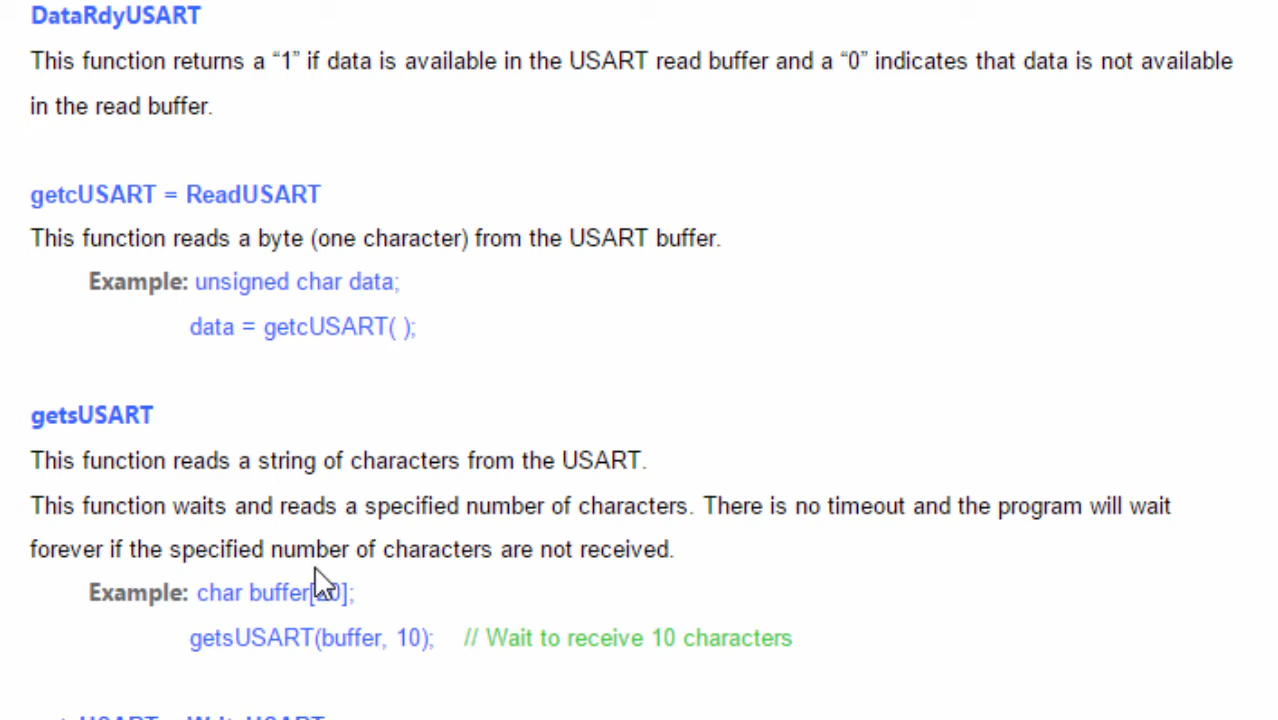 DataRdyUSART
This function returns a “1” if data is available in the USART read buffer and a “0” indicates that data is not available
in the read buffer.
getcUSART = ReadUSART
This function reads a byte (one character) from the USART buffer.
Example: unsigned char data;
data = getcUSART( );
getsUSART
This function reads a string of characters from the USART.
This function waits and reads a specified number of characters. There is no timeout and the program will wait
forever if the specified number of characters are not received.
Example: char
getsUSART(buffer, 10); // Wait to receive 10 characters